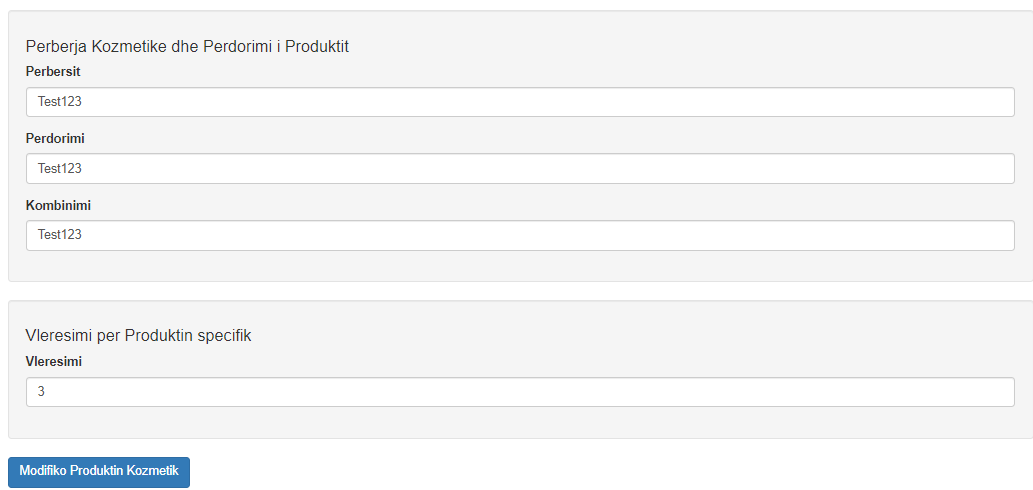 Perberja Kozmetike dhe Perdorimi i Produktit
Perbersit
Test123
Perdorimi
Test123
Kombinimi
Test123
Vleresimi per Produktin specifik
Vleresimi
3
Modifiko Produktin Kozmetik